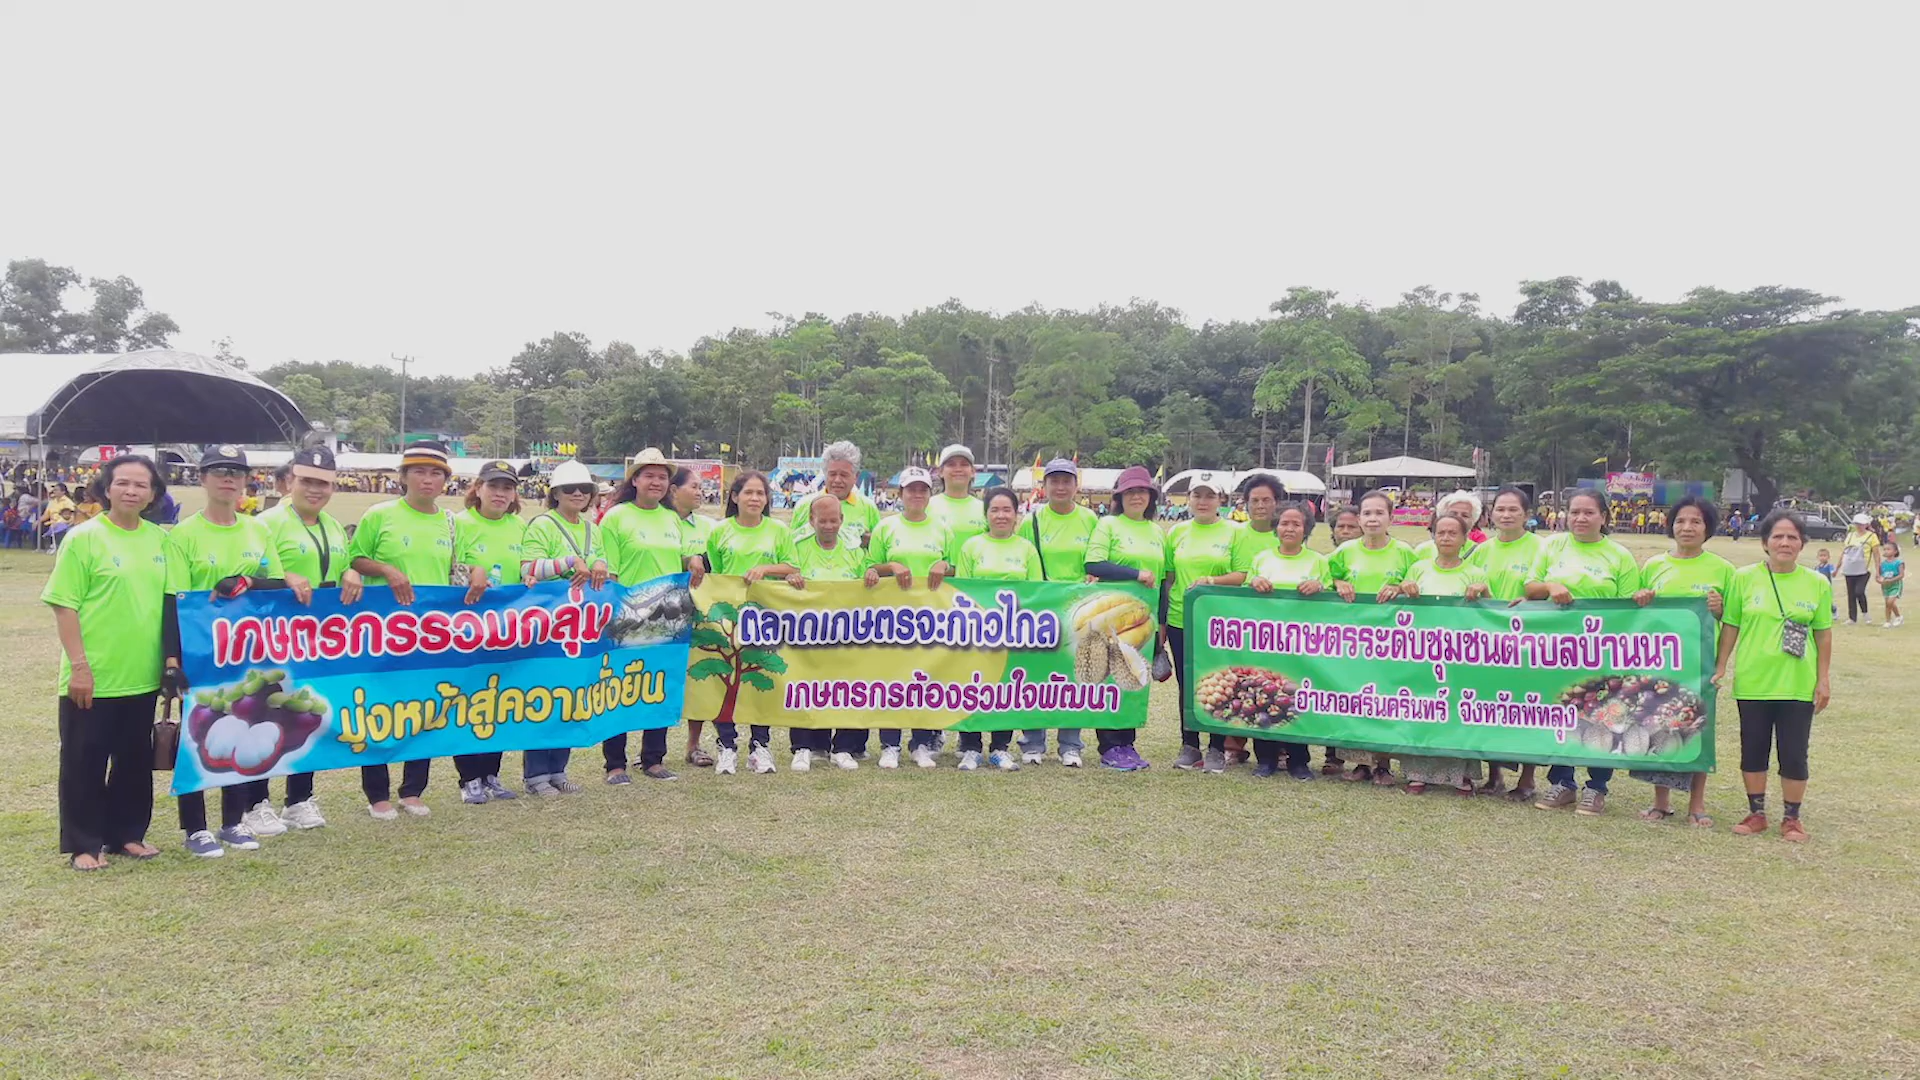 เกษตรกรรวมกลุ่ม
มุ่งหน้าสู่ความยั่งยืน
ตลาดเกษตรจะก้าวไกล
เกษตรกรต้องร่วมใจพัฒนา
ตลาดเกษตรระดับชุมชนตำบลบ้านนา
อำเภอศรีนครินทร์ จังหวัดพัทลุง